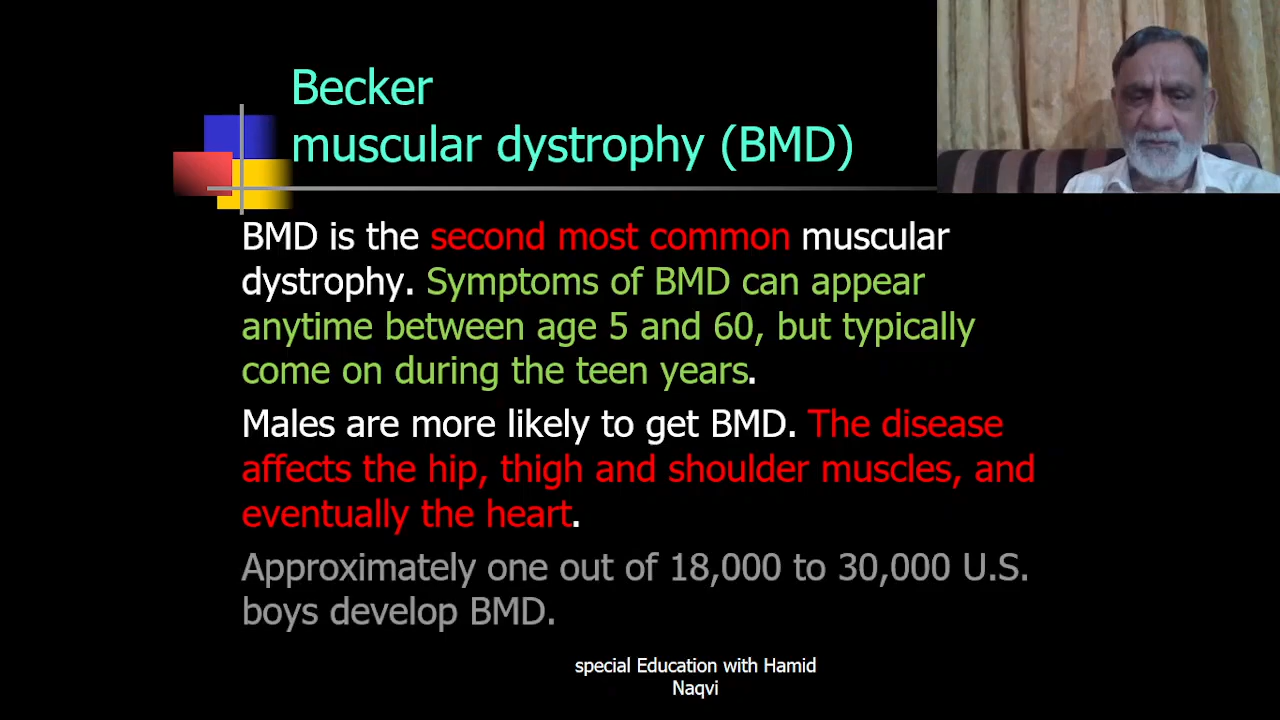 Becker
muscular dystrophy (BMD)
BMD is the second most common muscular
dystrophy. Symptoms of BMD can appear
anytime between age 5 and 60, but typically
come on during the teen years.
Males are more likely to get BMD. The disease
affects the hip, thigh and shoulder muscles, and
eventually the heart.
Approximately one out of 18,000 to 30,000 U.S.
boys develop BMD.
special Education with Hamid
Naqvi